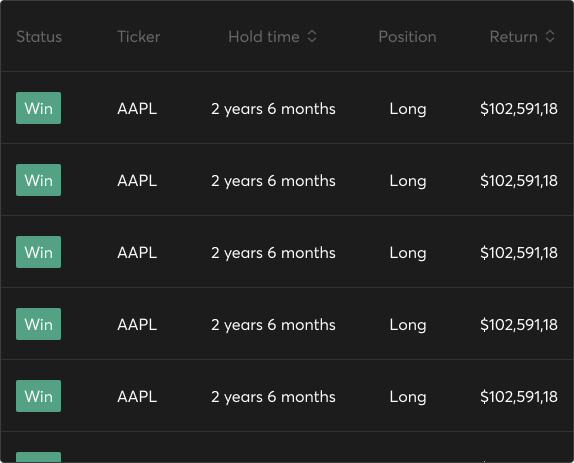 Status Ticker Hold time Position Return
Win AAPL 2 years 6 months Long $102,591,18
Win AAPL 2 years 6 months Long $102,591,18
Win AAPL 2 years 6 months Long $102,591,18
Win AAPL 2 years 6 months Long $102,591,18
Win AAPL 2 years 6 months Long $102,591,18